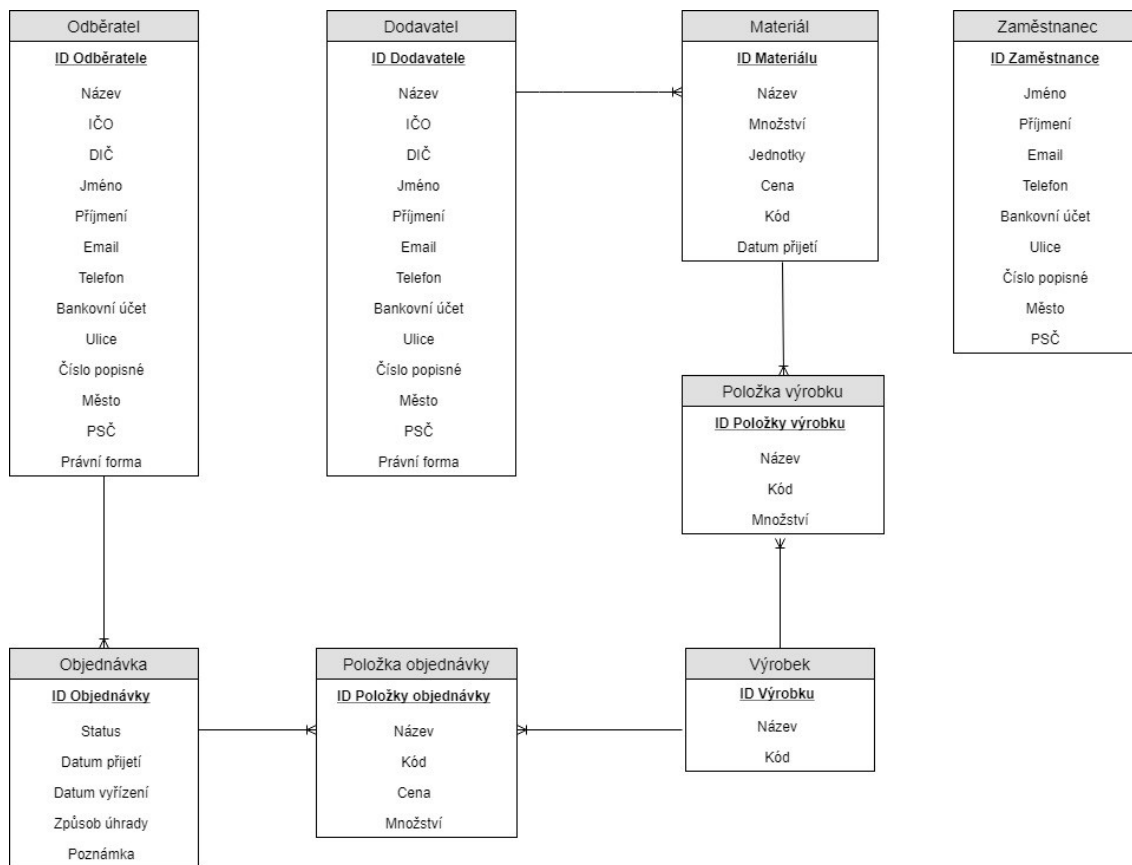 Odběratel
ID Odběratele
Název
IČO
DIČ
Jméno
Příjmení
Email
Telefon
Bankovní účet
Ulice
Číslo popisné
Město
PSČ
Právní forma
Dodavatel
ID Dodavatele
Název
IČO
DIČ
Jméno
Příjmení
Email
Telefon
Bankovní účet
Ulice
Číslo popisné
Město
PSČ
Právní forma
Materiál
ID Materiálu
Název
Množství
Jednotky
Cena
Kód
Datum přijetí
Zaměstnanec
ID Zaměstnance
Jméno
Příjmení
Email
Telefon
Bankovní účet
Ulice
Číslo popisné
Město
PSČ
Položka výrobku
ID Položky výrobku
Název
Kód
Množství
Objednávka
ID Objednávky
Status
Datum přijetí
Datum vyřízení
Způsob úhrady
Poznámka
Položka objednávky
ID Položky objednávky
Název
Kód
Cena
Množství
Výrobek
ID Výrobku
Název
Kód